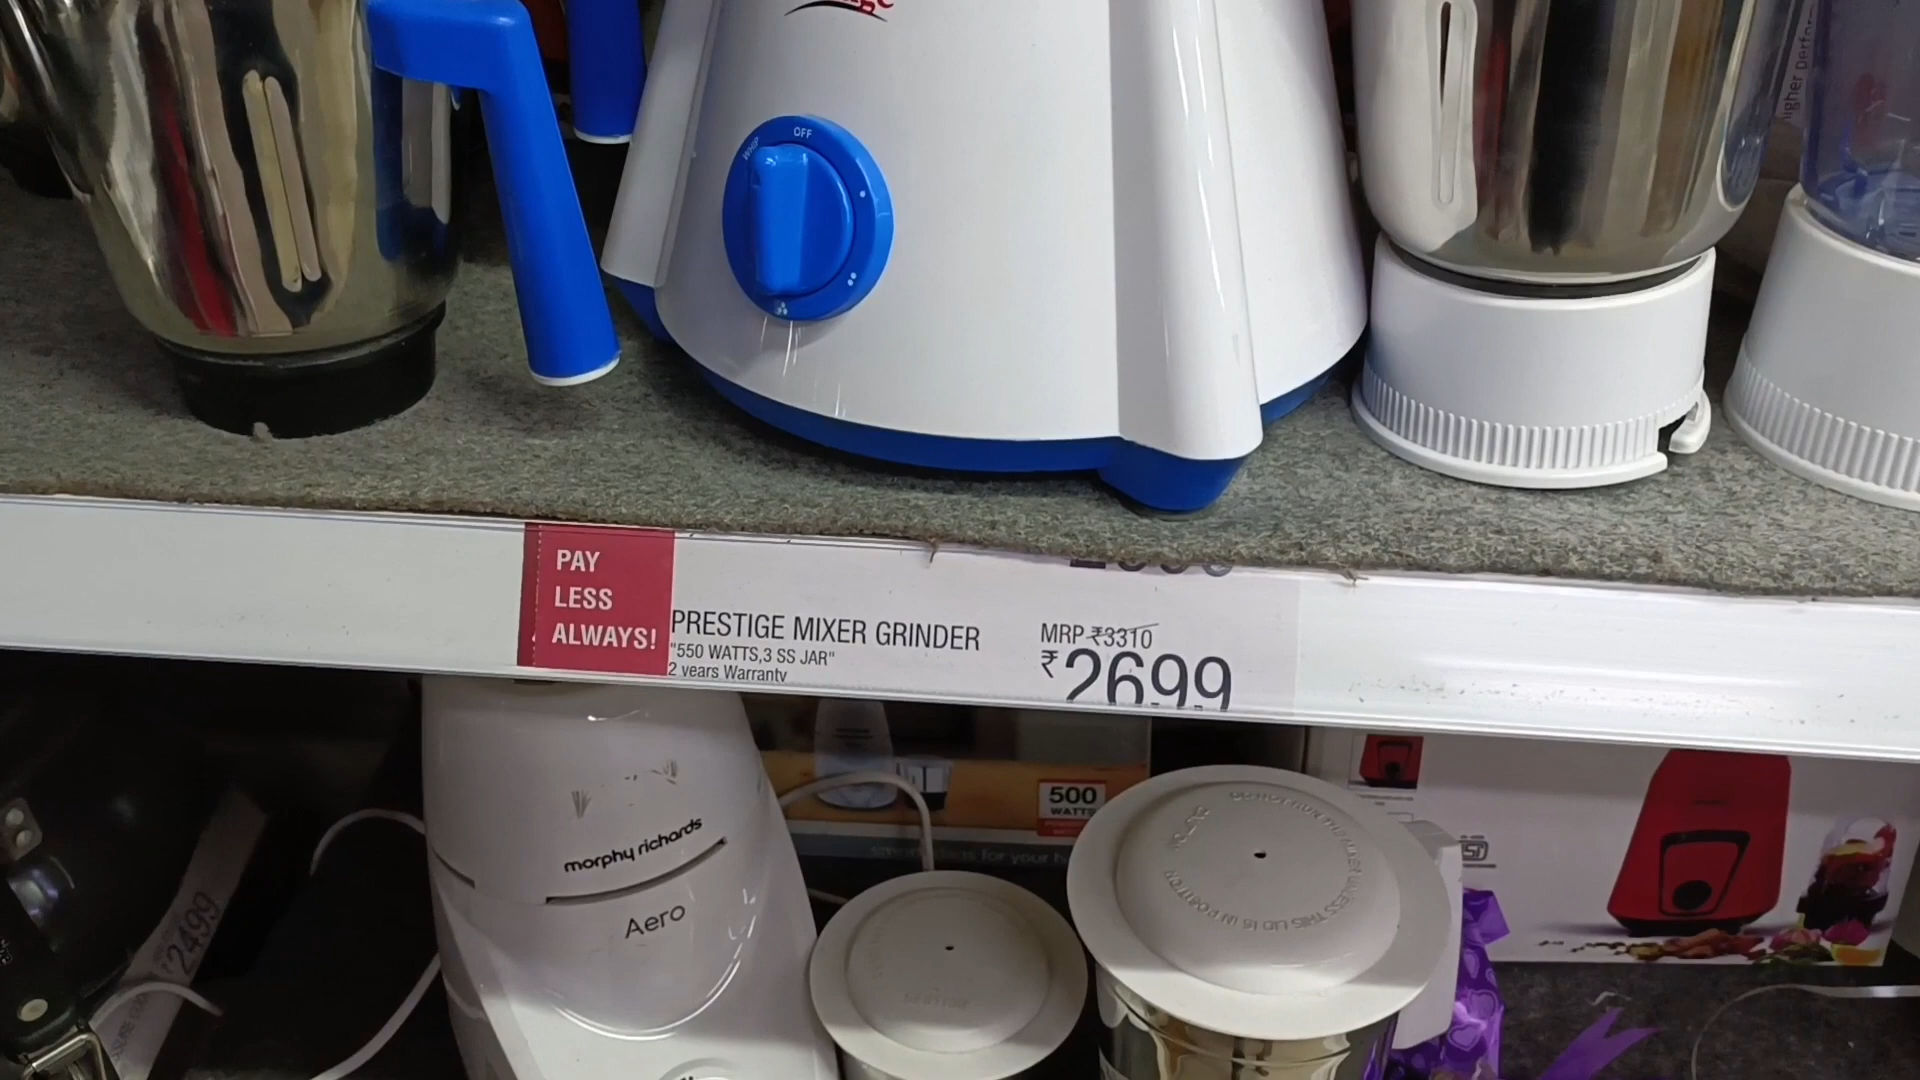 OFF
WHIP
PAY
LESS
ALWAYS!
PRESTIGE MIXER GRINDER
"550 WATTS,3 SS JAR"
2 years Warranty
MRP ₹3310
₹2699
500
WATTS
morphy richards
Aero
₹2499